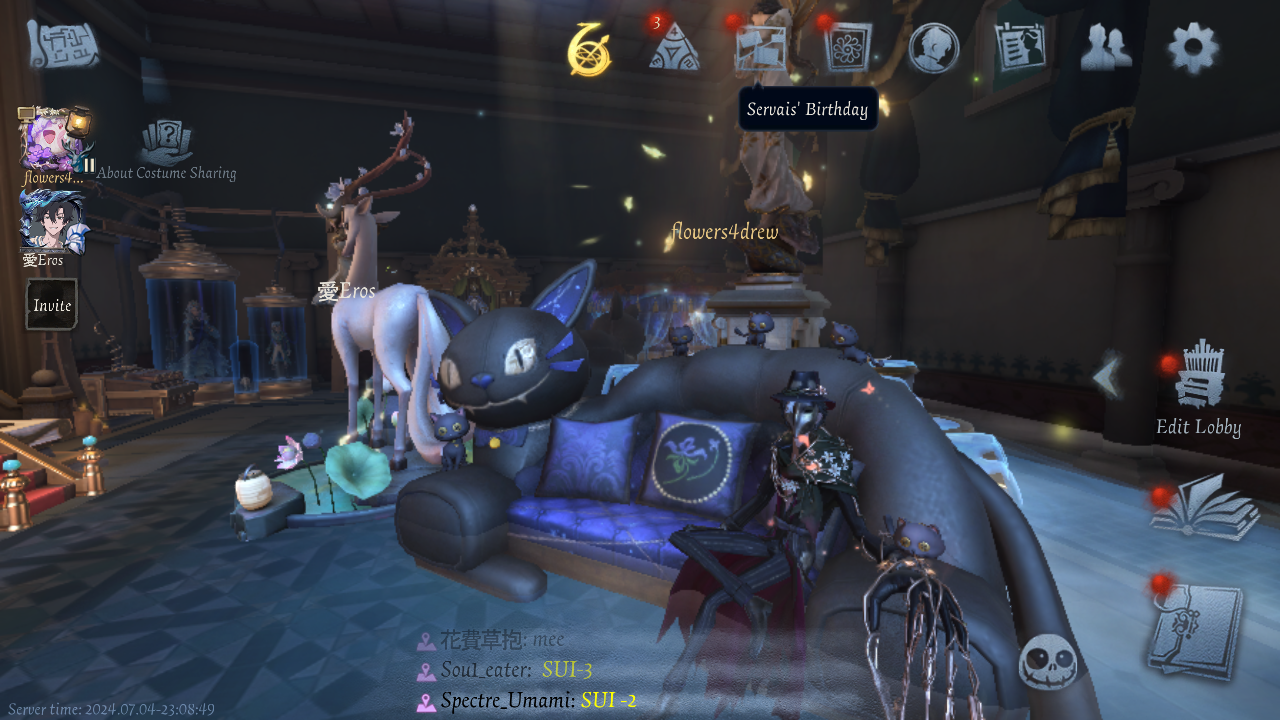 3
Servais' Birthday
flowers4...
About Costume Sharing
愛Eros
Invite
flowers4drew
愛Eros
Edit Lobby
花費草抱: mee
Soul_eater: SUI-3
Spectre_Umami: SUI -2
Server time: 2024.07.04-23:08:49